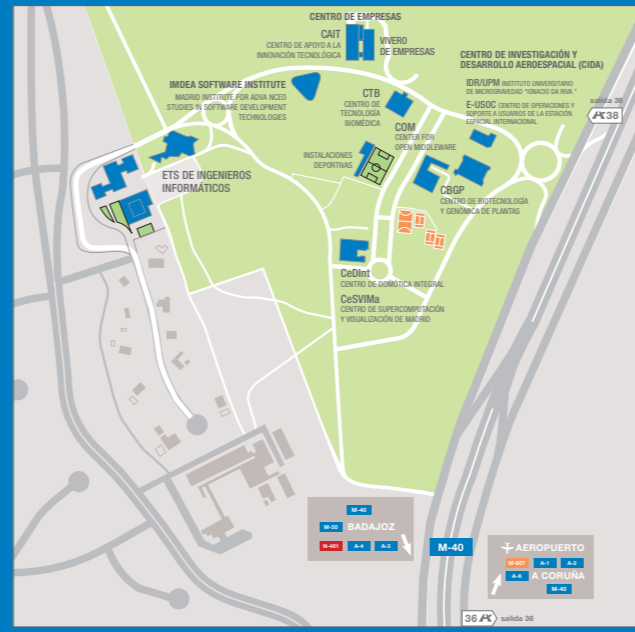 CENTRO DE EMPRESAS
CAIT
CENTRO DE APOYO A LA
INNOVACIÓN TECNOLÓGICA
VIVERO
DE EMPRESAS
CENTRO DE INVESTIGACIÓN Y
DESARROLLO AEROESPACIAL (CIDA)
IDR/UPM INSTITUTO UNIVERSITARIO
DE MICROGRAVEDAD "IGNACIO DA RIVA"
E-USOC CENTRO DE OPERACIONES Y
SOPORTE A USUARIOS DE LA ESTACIÓN
ESPACIAL INTERNACIONAL
salida 38
38
IMDEA SOFTWARE INSTITUTE
MADRID INSTITUTE FOR ADVA NCED
STUDIES IN SOFTWARE DEVELOPMENT
TECHNOLOGIES
CTB
CENTRO DE
TECNOLOGÍA
BIOMÉDICA
COM
CENTER FOR
OPEN MIDDLEWARE
INSTALACIONES
DEPORTIVAS
ETS DE INGENIEROS
INFORMÁTICOS
CBGP
CENTRO DE BIOTECNOLOGÍA
Y GENÓMICA DE PLANTAS
CeDInt
CENTRO DE DOMÓTICA INTEGRAL
CeSViMa
CENTRO DE SUPERCOMPUTACIÓN
Y VISUALIZACIÓN DE MADRID
M-40
M-50 BADAJOZ
N-401 A-4 A-3
M-40
AEROPUERTO
M-607 A-1 A-2
A-6 A CORUÑA
M-40
36 salida 36